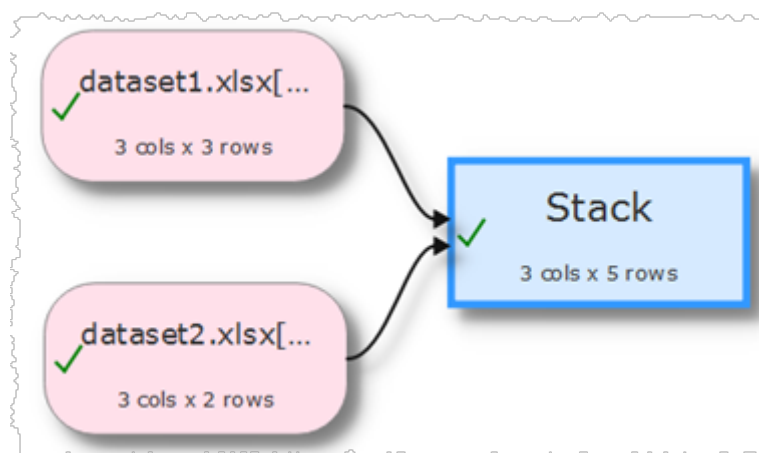 dataset1.xlsx[...
3 cols x 3 rows
Stack
3 cols x 5 rows
dataset2.xlsx[...
3 cols x 2 rows